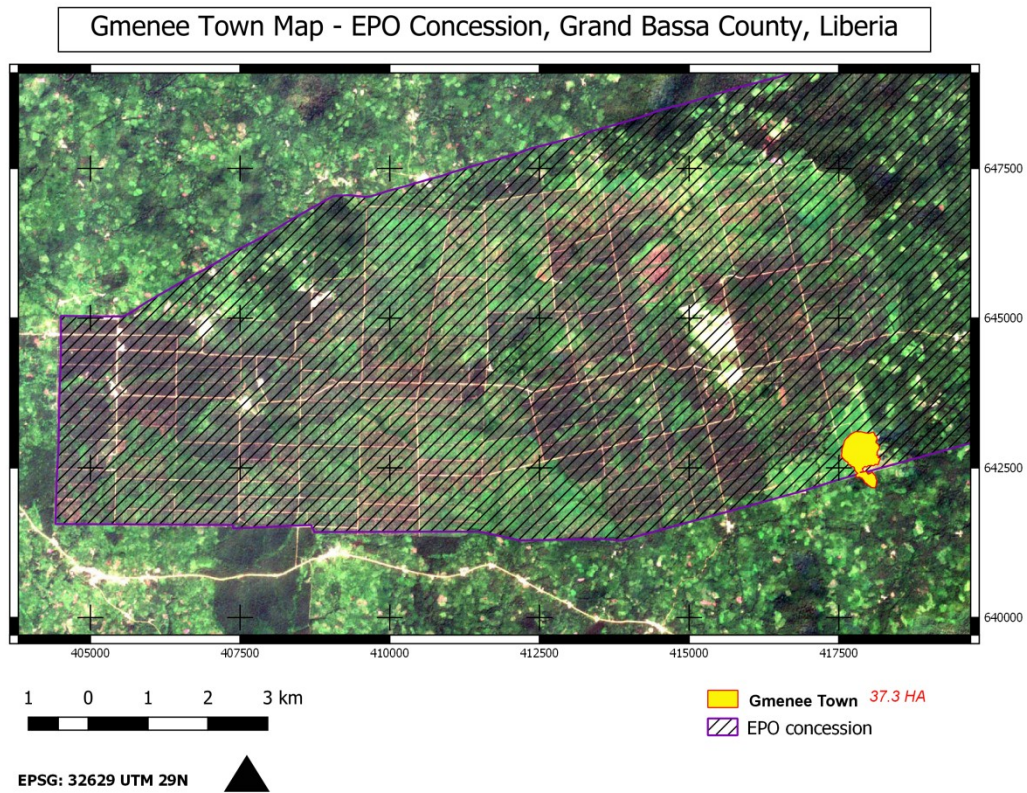 Gmenee Town Map - EPO Concession, Grand Bassa County, Liberia
647500
645000
642500
640000
405000 407500 410000 412500 415000 417500
1 0 1 2 3 km
Gmenee Town 37.3 HA
EPO concession
EPSG: 32629 UTM 29N